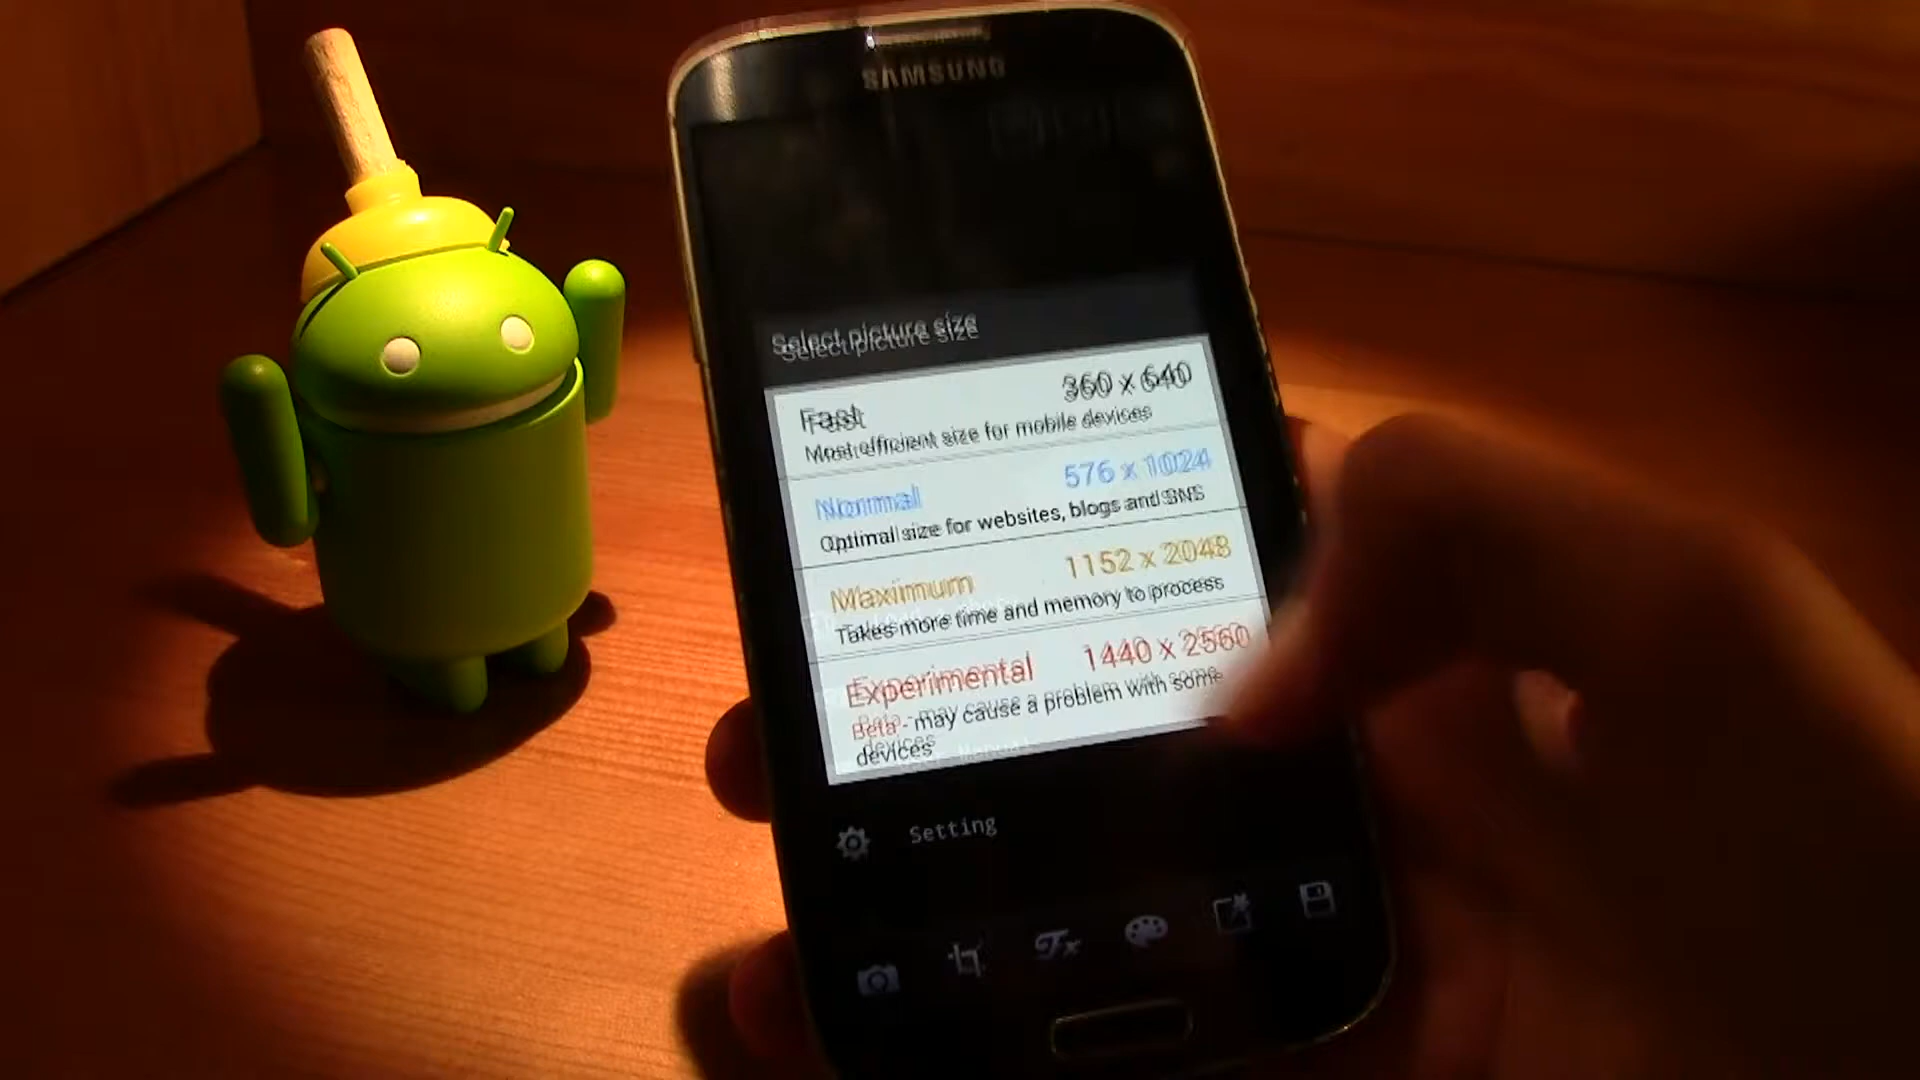 SAMSUNG
Select picture size
Fast 360 x 640
Most efficient size for mobile devices
Normal 576 x 1024
Optimal size for websites, blogs and SNS
Maximum 1152 x 2048
Takes more time and memory to process
Experimental 1440 x 2560
Beta - may cause a problem with some
devices
Setting
Fx